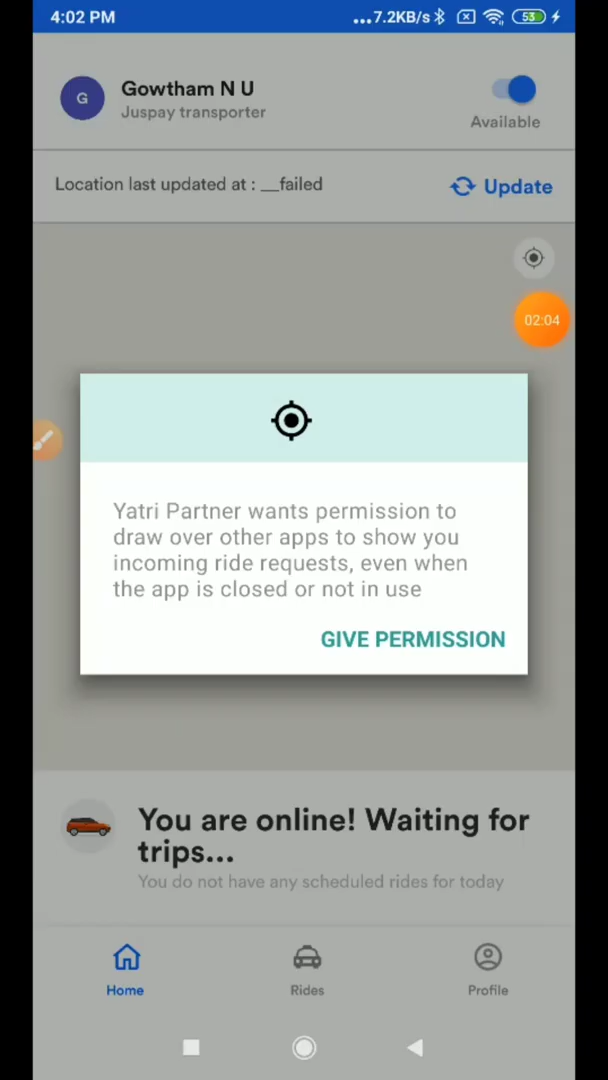 4:02 PM ...7.2KB/s 53
Gowtham N U
G
Juspay transporter
Available
Location last updated at : __failed
Update
02:04
Yatri Partner wants permission to
draw over other apps to show you
incoming ride requests, even when
the app is closed or not in use
GIVE PERMISSION
You are online! Waiting for
trips...
You do not have any scheduled rides for today
Home Rides Profile